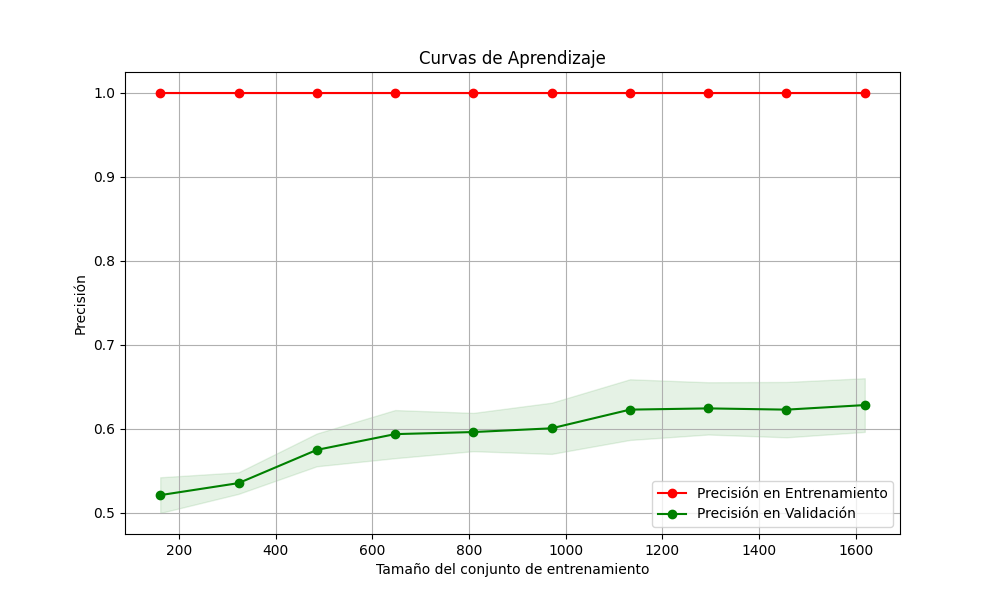 Curvas de Aprendizaje
1.0
0.9
0.8
0.7
0.6
0.5
Precisión
Precisión en Entrenamiento
Precisión en Validación
200 400 600 800 1000 1200 1400 1600
Tamaño del conjunto de entrenamiento